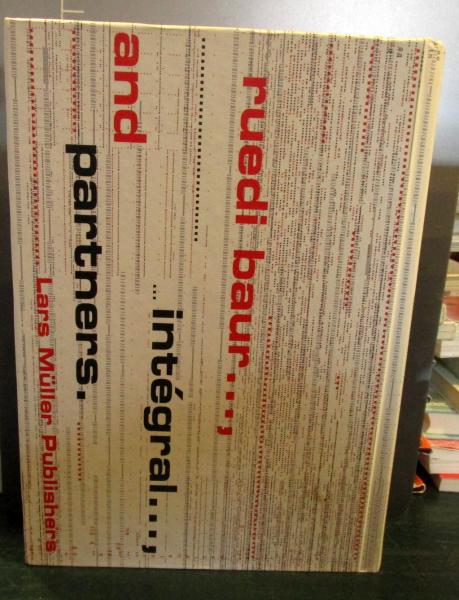 ruedi baur...,
... intégral...,
and
partners.
Lars Müller Publishers